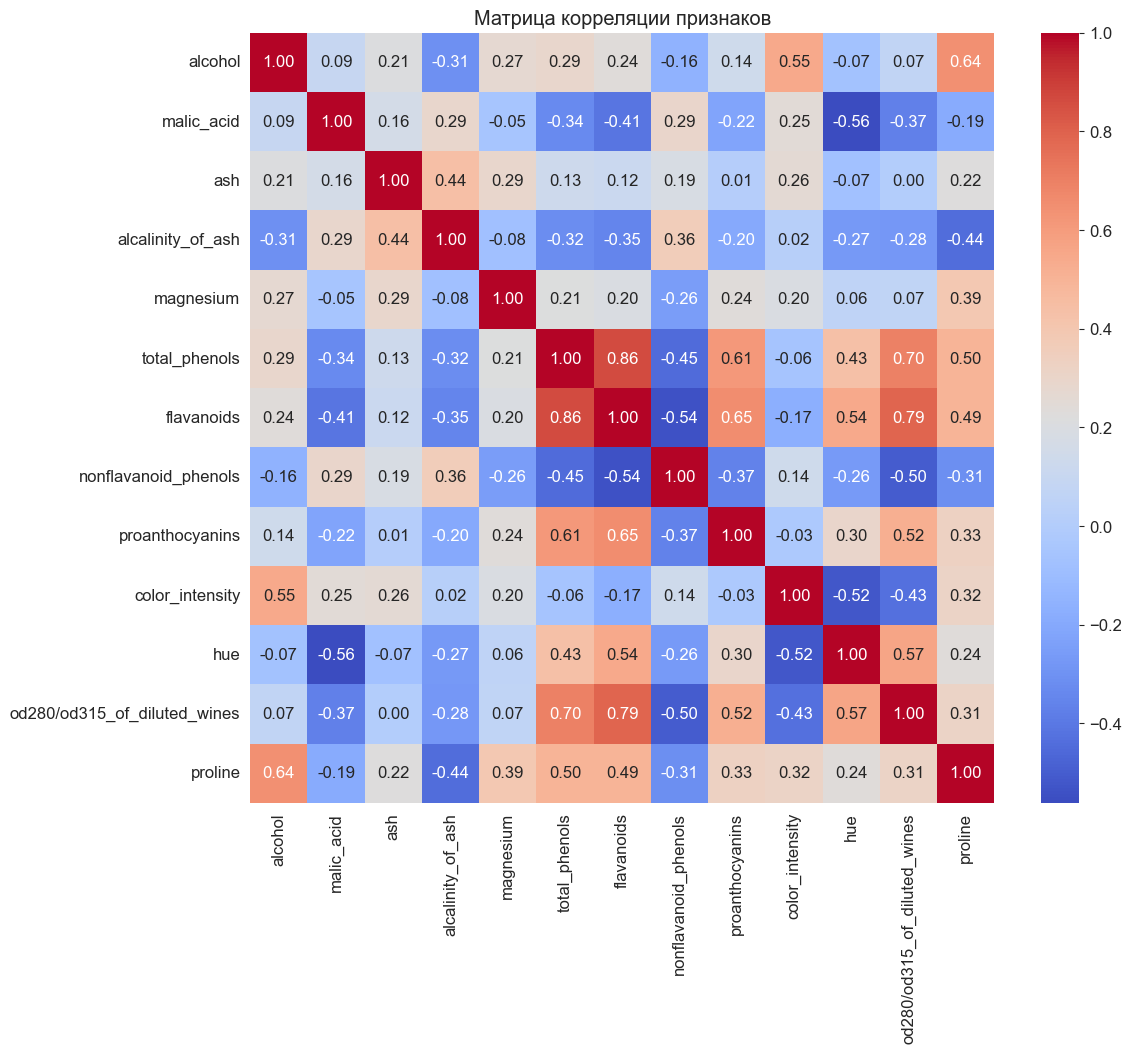 Матрица корреляции признаков
alcohol 1.00 0.09 0.21 -0.31 0.27 0.29 0.24 -0.16 0.14 0.55 -0.07 0.07 0.64
malic_acid 0.09 1.00 0.16 0.29 -0.05 -0.34 -0.41 0.29 -0.22 0.25 -0.56 -0.37 -0.19
ash 0.21 0.16 1.00 0.44 0.29 0.13 0.12 0.19 0.01 0.26 -0.07 0.00 0.22
alcalinity_of_ash -0.31 0.29 0.44 1.00 -0.08 -0.32 -0.35 0.36 -0.20 0.02 -0.27 -0.28 -0.44
magnesium 0.27 -0.05 0.29 -0.08 1.00 0.21 0.20 -0.26 0.24 0.20 0.06 0.07 0.39
total_phenols 0.29 -0.34 0.13 -0.32 0.21 1.00 0.86 -0.45 0.61 -0.06 0.43 0.70 0.50
flavanoids 0.24 -0.41 0.12 -0.35 0.20 0.86 1.00 -0.54 0.65 -0.17 0.54 0.79 0.49
nonflavanoid_phenols -0.16 0.29 0.19 0.36 -0.26 -0.45 -0.54 1.00 -0.37 0.14 -0.26 -0.50 -0.31
proanthocyanins 0.14 -0.22 0.01 -0.20 0.24 0.61 0.65 -0.37 1.00 -0.03 0.30 0.52 0.33
color_intensity 0.55 0.25 0.26 0.02 0.20 -0.06 -0.17 0.14 -0.03 1.00 -0.52 -0.43 0.32
hue -0.07 -0.56 -0.07 -0.27 0.06 0.43 0.54 -0.26 0.30 -0.52 1.00 0.57 0.24
od280/od315_of_diluted_wines 0.07 -0.37 0.00 -0.28 0.07 0.70 0.79 -0.50 0.52 -0.43 0.57 1.00 0.31
proline 0.64 -0.19 0.22 -0.44 0.39 0.50 0.49 -0.31 0.33 0.32 0.24 0.31 1.00
alcohol
malic_acid
ash
alcalinity_of_ash
magnesium
total_phenols
flavanoids
nonflavanoid_phenols
proanthocyanins
color_intensity
hue
od280/od315_of_diluted_wines
proline
1.0
0.8
0.6
0.4
0.2
0.0
−0.2
−0.4